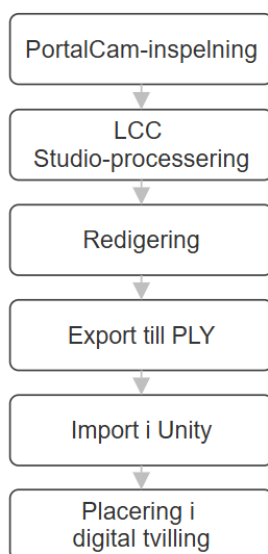 PortalCam-inspelning
LCC
Studio-processering
Redigering
Export till PLY
Import i Unity
Placering i
digital tvilling